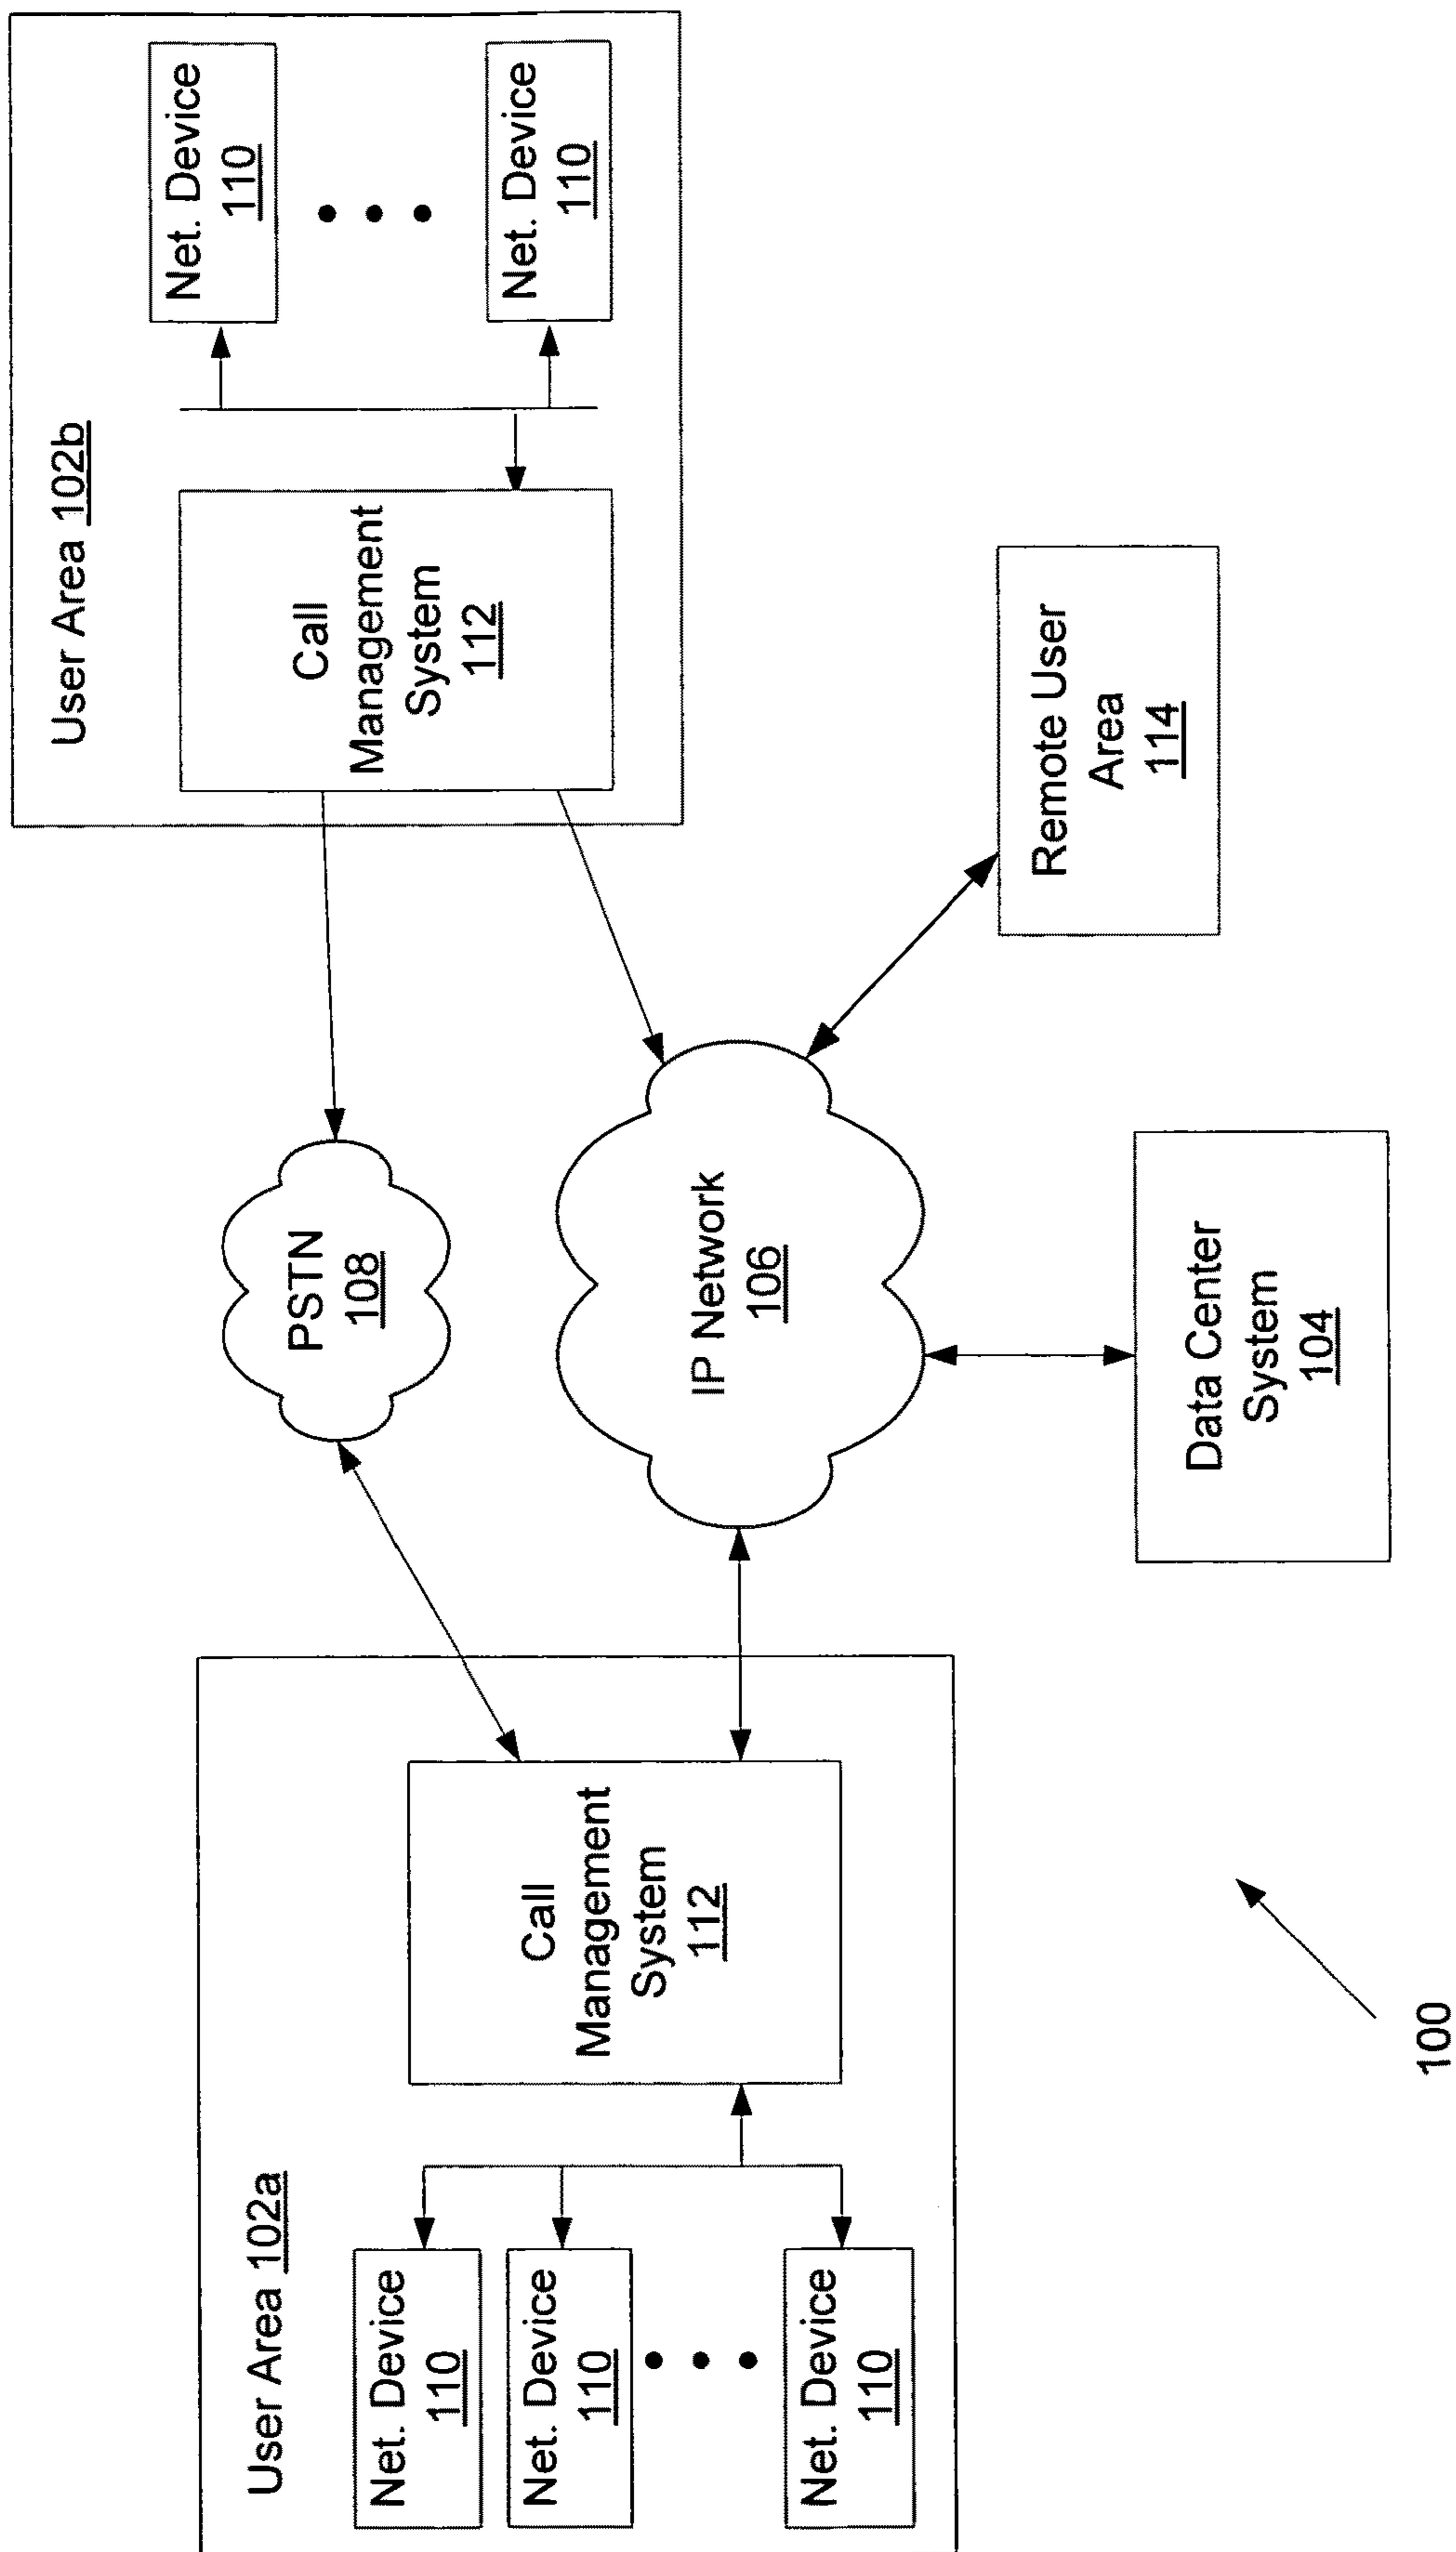 User Area 102a
Net. Device
110
Net. Device
110
Net. Device
110
Call
Management
System
112
PSTN
108
IP Network
106
Data Center
System
104
Remote User
Area
114
User Area 102b
Call
Management
System
112
Net. Device
110
Net. Device
110
100